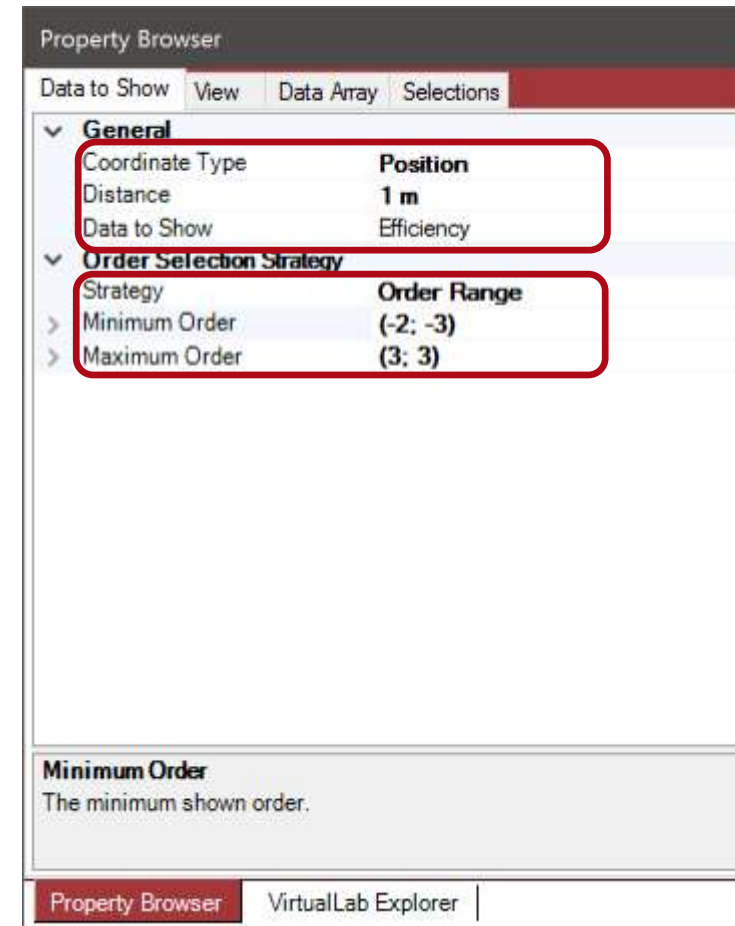 Property Browser
Data to Show View Data Array Selections
General
Coordinate Type Position
Distance 1 m
Data to Show Efficiency
Order Selection Strategy
Strategy Order Range
Minimum Order (-2; -3)
Maximum Order (3; 3)
Minimum Order
The minimum shown order.
Property Browser VirtualLab Explorer